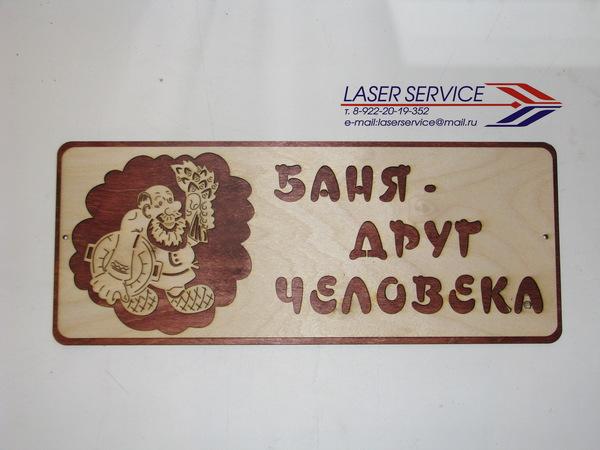 LASER SERVICE
т. 8-922-20-19-352
e-mail:laserservice@mail.ru
БАНЯ -
ДРУГ
ЧЕЛОВЕКА